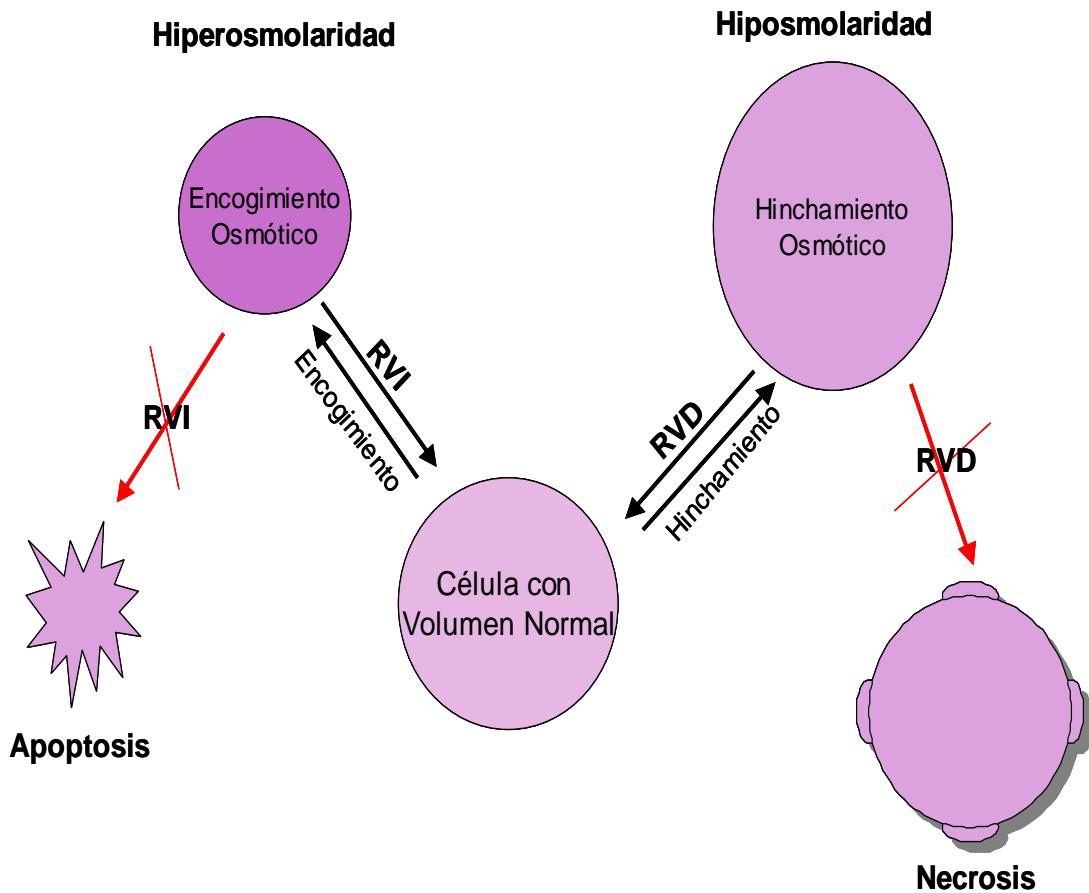 Hiperosmolaridad
Hiposmolaridad
Encogimiento
Osmótico
Hinchamiento
Osmótico
RVI
Encogimiento
RVI
RVD
Hinchamiento
RVD
Célula con
Volumen Normal
Apoptosis
Necrosis